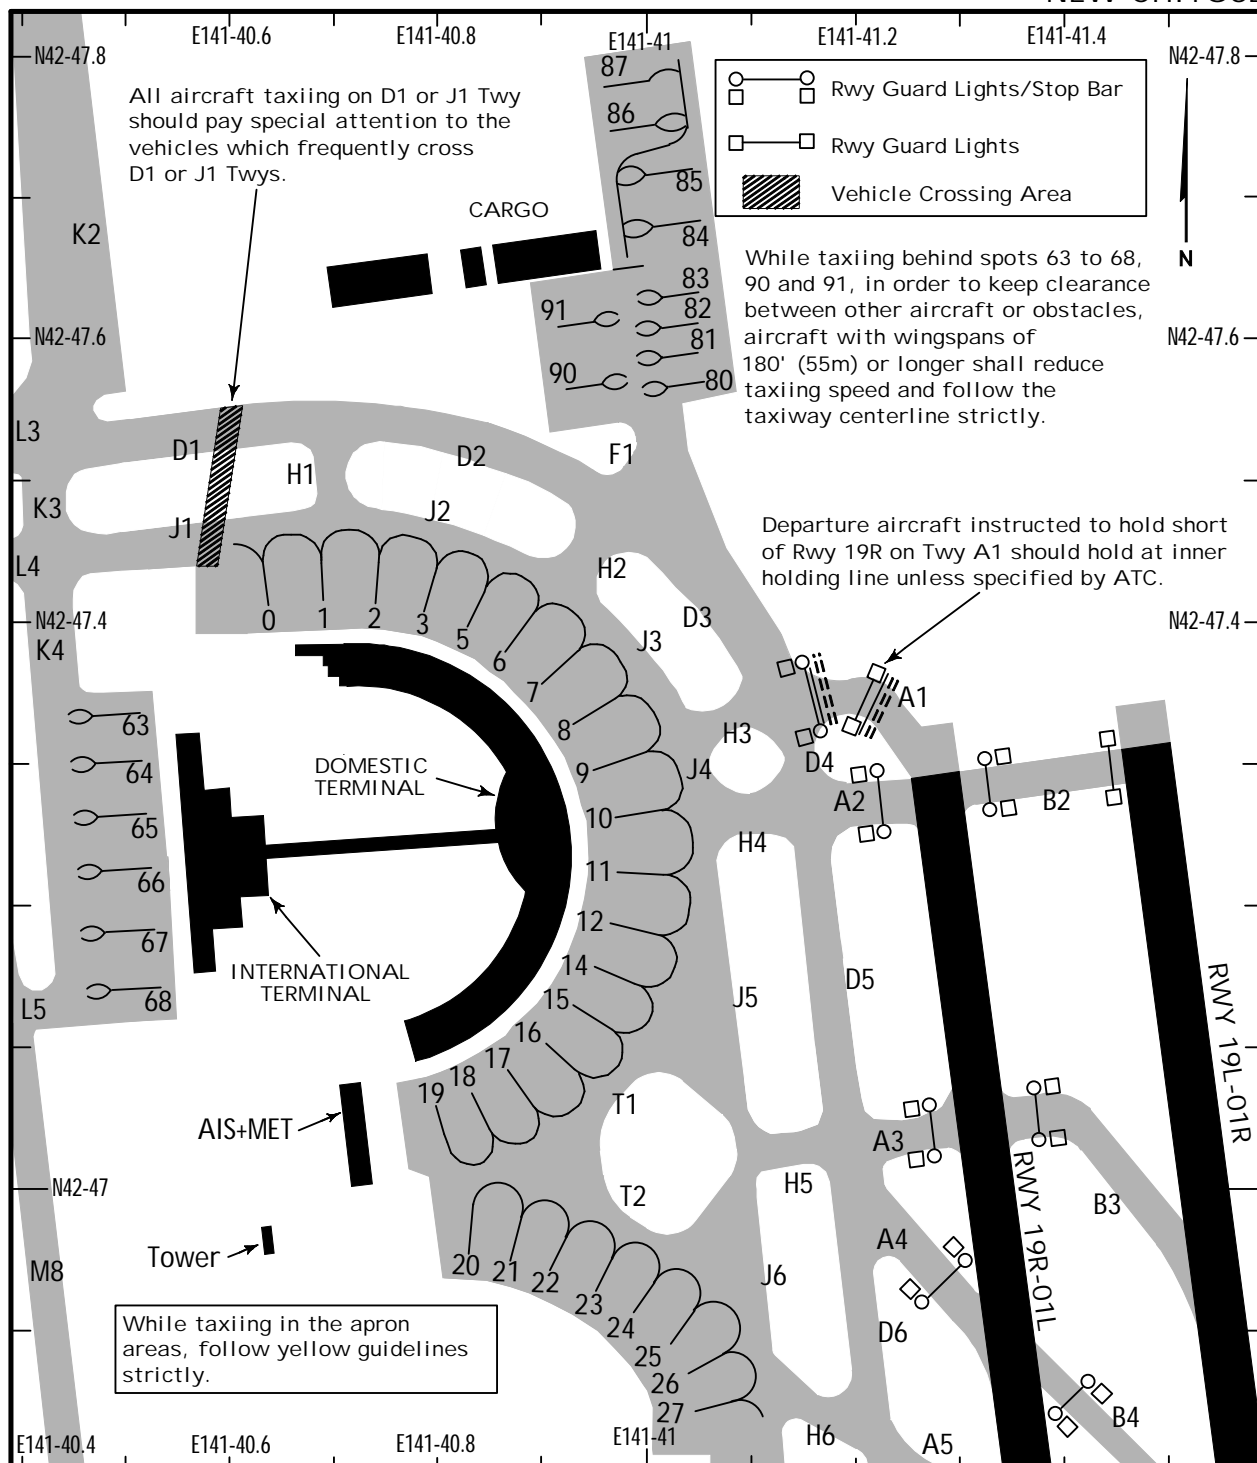 E141-40.6
E141-40.8
E141-41
E141-41.2
E141-41.4
N42-47.8
N42-47.8
87
86
85
84
83
82
81
80
91
90
Rwy Guard Lights/Stop Bar
Rwy Guard Lights
Vehicle Crossing Area
N
All aircraft taxiing on D1 or J1 Twy
should pay special attention to the
vehicles which frequently cross
D1 or J1 Twys.
K2
CARGO
While taxiing behind spots 63 to 68,
90 and 91, in order to keep clearance
between other aircraft or obstacles,
aircraft with wingspans of
180' (55m) or longer shall reduce
taxiing speed and follow the
taxiway centerline strictly.
N42-47.6
N42-47.6
L3
D1
H1
D2
F1
K3
J1
J2
L4
H2
Departure aircraft instructed to hold short
of Rwy 19R on Twy A1 should hold at inner
holding line unless specified by ATC.
N42-47.4
N42-47.4
0
1
2
3
5
6
7
8
9
10
11
12
14
15
16
17
18
19
K4
J3
D3
A1
H3
J4
D4
A2
B2
H4
63
64
65
66
67
68
DOMESTIC
TERMINAL
INTERNATIONAL
TERMINAL
L5
J5
D5
RWY 19L-01R
T1
A3
AIS+MET
N42-47
T2
H5
RWY 19R-01L
B3
Tower
M8
20
21
22
23
24
25
26
27
J6
A4
D6
While taxiing in the apron
areas, follow yellow guidelines
strictly.
H6
A5
B4
E141-40.4
E141-40.6
E141-40.8
E141-41